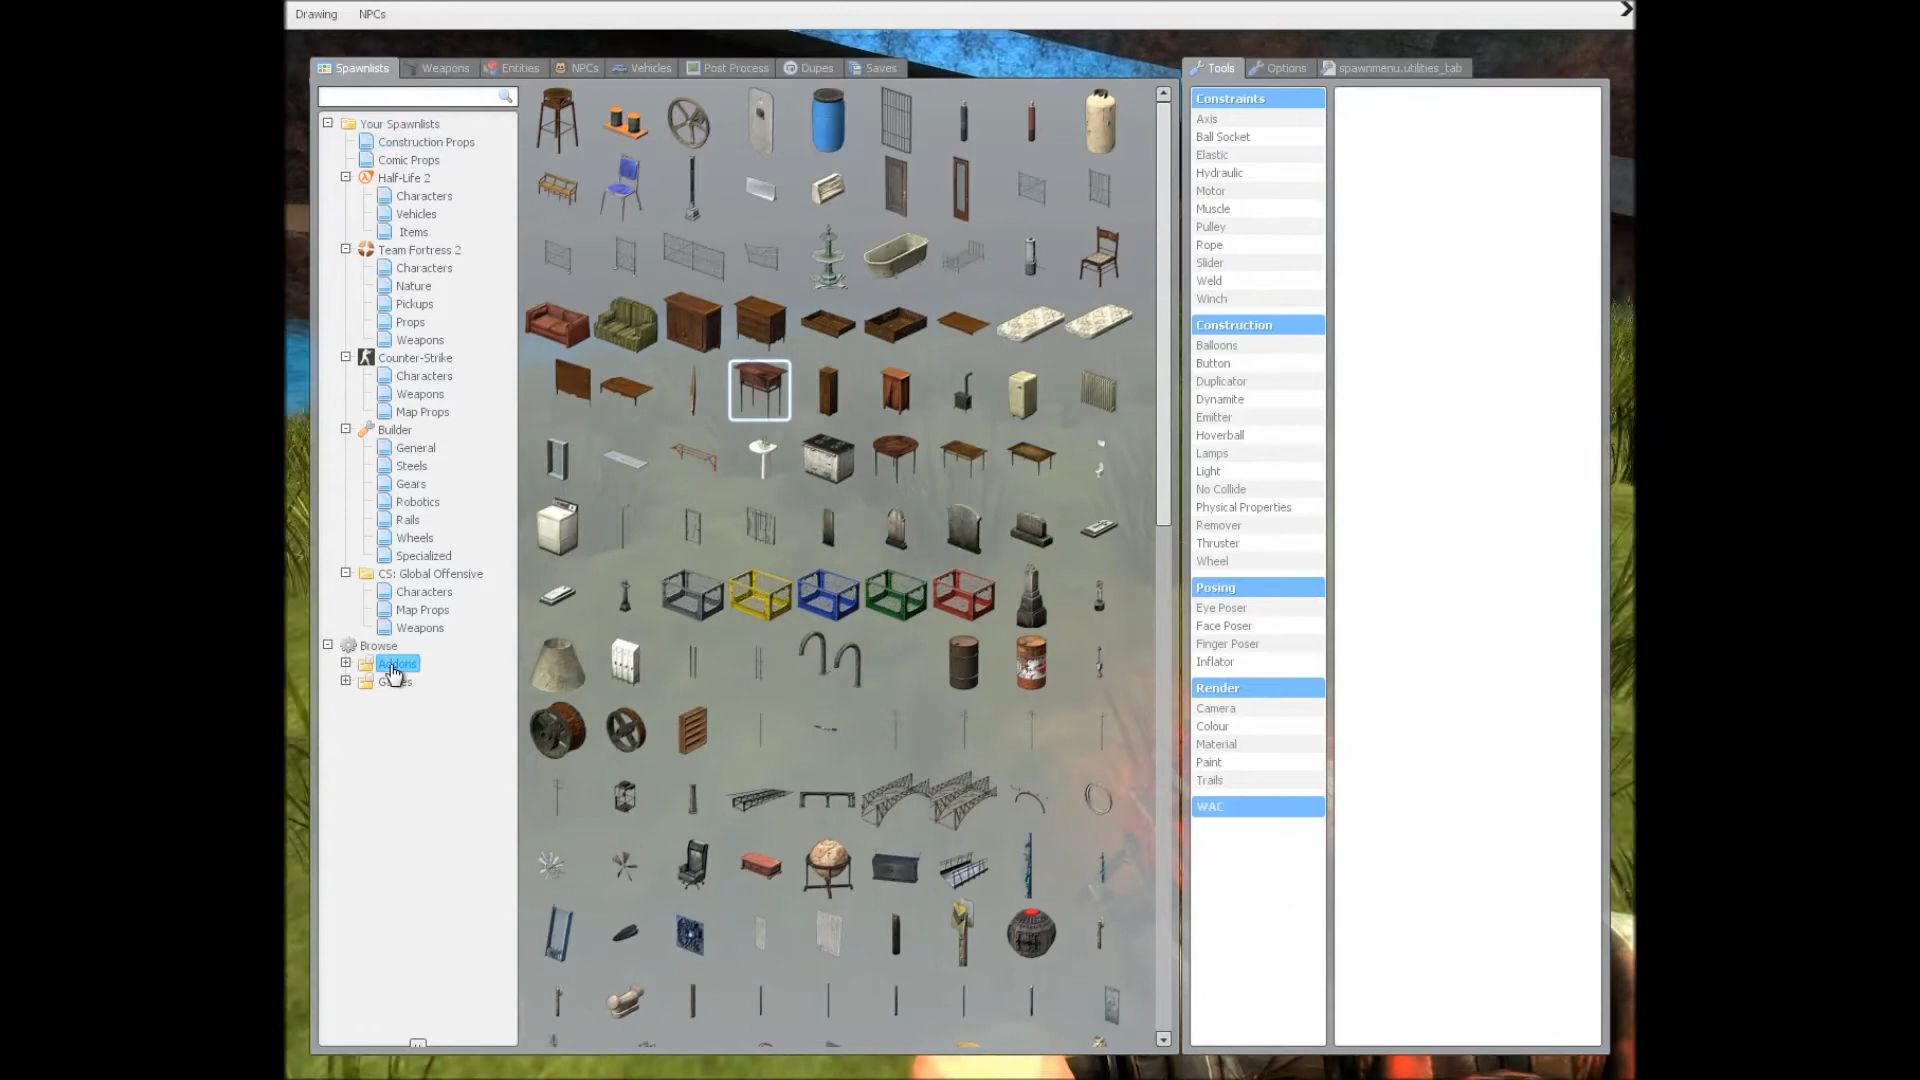 Drawing NPCs
Spawnlists Weapons Entities NPCs Vehicles Post Process Dupes Saves
Tools Options spawnmenu.utilities_tab
Your Spawnlists
Construction Props
Comic Props
Half-Life 2
Characters
Vehicles
Items
Team Fortress 2
Characters
Nature
Pickups
Props
Weapons
Counter-Strike
Characters
Weapons
Map Props
Builder
General
Steels
Gears
Robotics
Rails
Wheels
Specialized
CS: Global Offensive
Characters
Map Props
Weapons
Browse
Addons
Constraints
Axis
Ball Socket
Elastic
Hydraulic
Motor
Muscle
Pulley
Rope
Slider
Weld
Winch
Construction
Balloons
Button
Duplicator
Dynamite
Emitter
Hoverball
Lamps
Light
No Collide
Physical Properties
Remover
Thruster
Wheel
Posing
Eye Poser
Face Poser
Finger Poser
Inflator
Render
Camera
Colour
Material
Paint
Trails
WAC